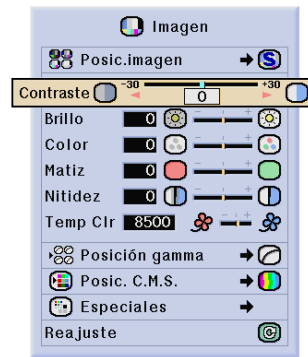 Imagen
Posic.imagen S
Contraste -30 0 +30
Brillo 0 - +
Color 0 - +
Matiz 0 - +
Nitidez 0 - +
Temp Clr 8500 - +
Posición gamma
Posic. C.M.S.
Especiales
Reajuste